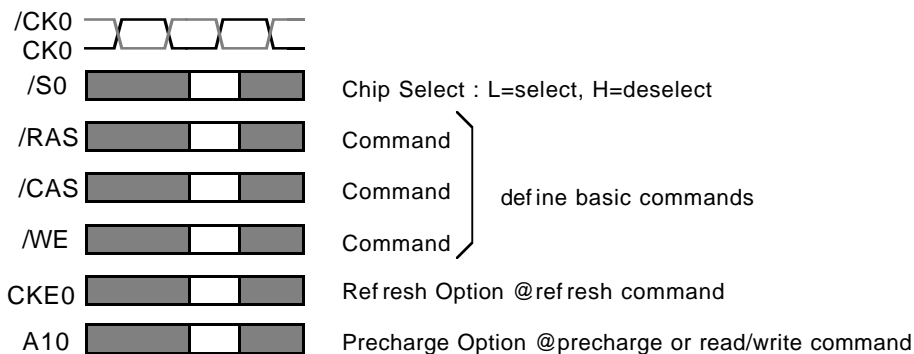 /CK0
CK0
/S0 Chip Select : L=select, H=deselect
/RAS Command
/CAS Command define basic commands
/WE Command
CKE0 Refresh Option @refresh command
A10 Precharge Option @precharge or read/write command